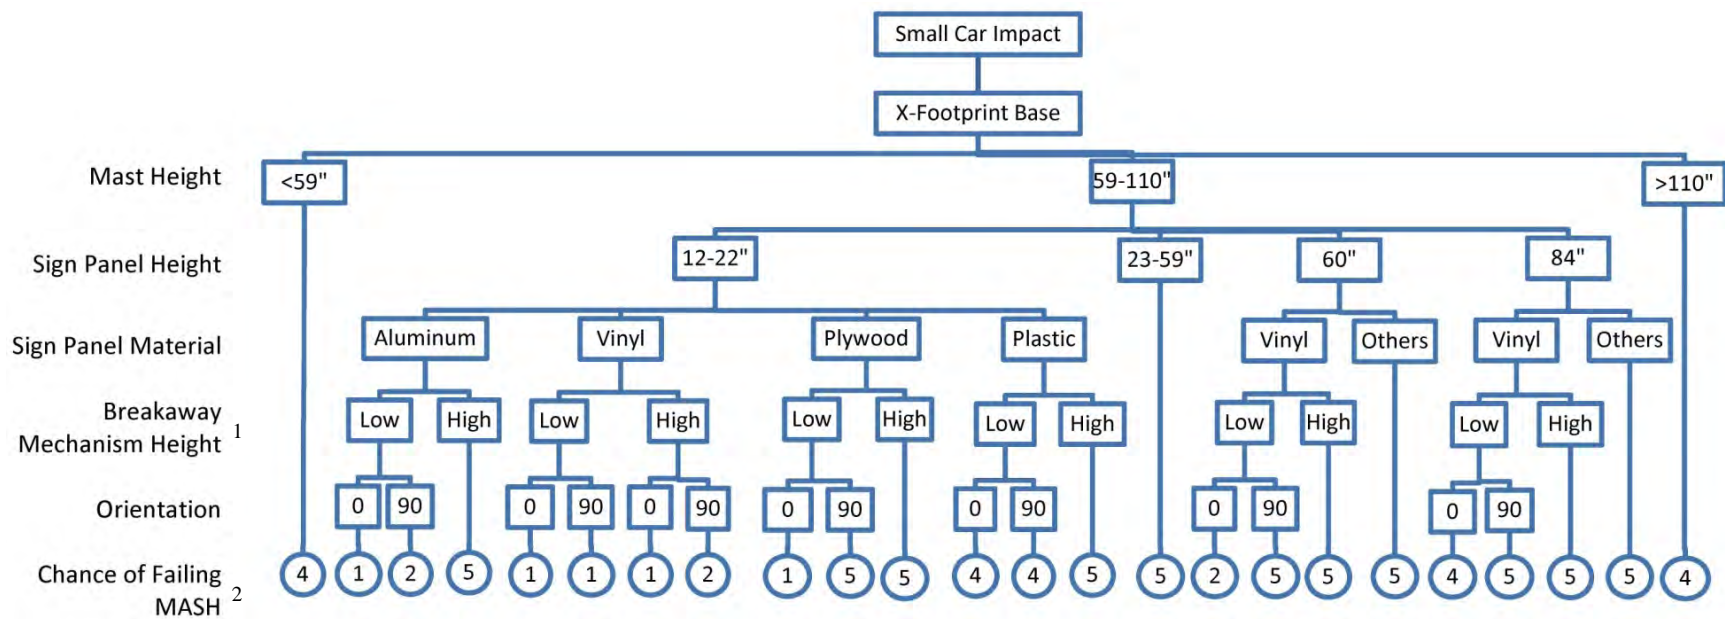 Small Car Impact
X-Footprint Base
Mast Height <59" 59-110" >110"
Sign Panel Height 12-22" 23-59" 60" 84"
Sign Panel Material Aluminum Vinyl Plywood Plastic Vinyl Others Vinyl Others
Breakaway
Mechanism Height 1 Low High Low High Low High Low High Low High Low High
Orientation 0 90 0 90 0 90 0 90 0 90 0 90 0 90
Chance of Failing
MASH 2 4 1 2 5 1 1 1 2 1 5 5 4 4 5 5 2 5 5 5 4 5 5 5 4